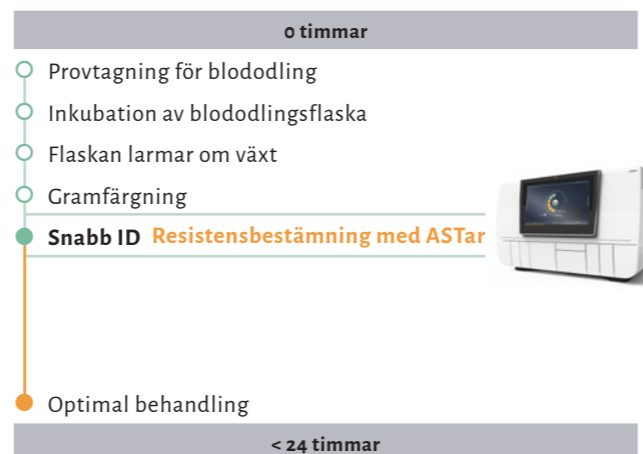 0 timmar
Provtagning för blododling
Inkubation av blododlingsflaska
Flaskan larmar om växt
Gramfärgning
Snabb ID Resistensbestämning med ASTar
Optimal behandling
< 24 timmar